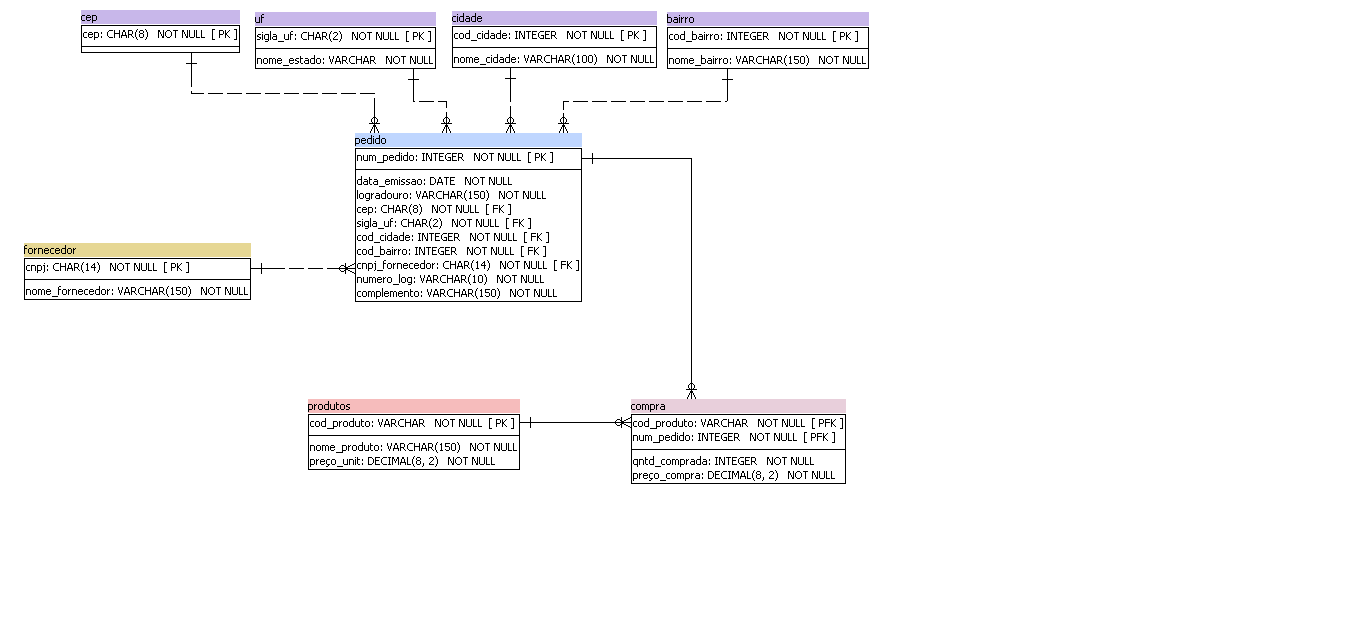 cep
cep: CHAR(8) NOT NULL [ PK ]
uf
sigla_uf: CHAR(2) NOT NULL [ PK ]
nome_estado: VARCHAR NOT NULL
cidade
cod_cidade: INTEGER NOT NULL [ PK ]
nome_cidade: VARCHAR(100) NOT NULL
bairro
cod_bairro: INTEGER NOT NULL [ PK ]
nome_bairro: VARCHAR(150) NOT NULL
pedido
num_pedido: INTEGER NOT NULL [ PK ]
data_emissao: DATE NOT NULL
logradouro: VARCHAR(150) NOT NULL
cep: CHAR(8) NOT NULL [ FK ]
sigla_uf: CHAR(2) NOT NULL [ FK ]
cod_cidade: INTEGER NOT NULL [ FK ]
cod_bairro: INTEGER NOT NULL [ FK ]
cnpj_fornecedor: CHAR(14) NOT NULL [ FK ]
numero_log: VARCHAR(10) NOT NULL
complemento: VARCHAR(150) NOT NULL
fornecedor
cnpj: CHAR(14) NOT NULL [ PK ]
nome_fornecedor: VARCHAR(150) NOT NULL
produtos
cod_produto: VARCHAR NOT NULL [ PK ]
nome_produto: VARCHAR(150) NOT NULL
preço_unit: DECIMAL(8, 2) NOT NULL
compra
cod_produto: VARCHAR NOT NULL [ PFK ]
num_pedido: INTEGER NOT NULL [ PFK ]
qntd_comprada: INTEGER NOT NULL
preço_compra: DECIMAL(8, 2) NOT NULL